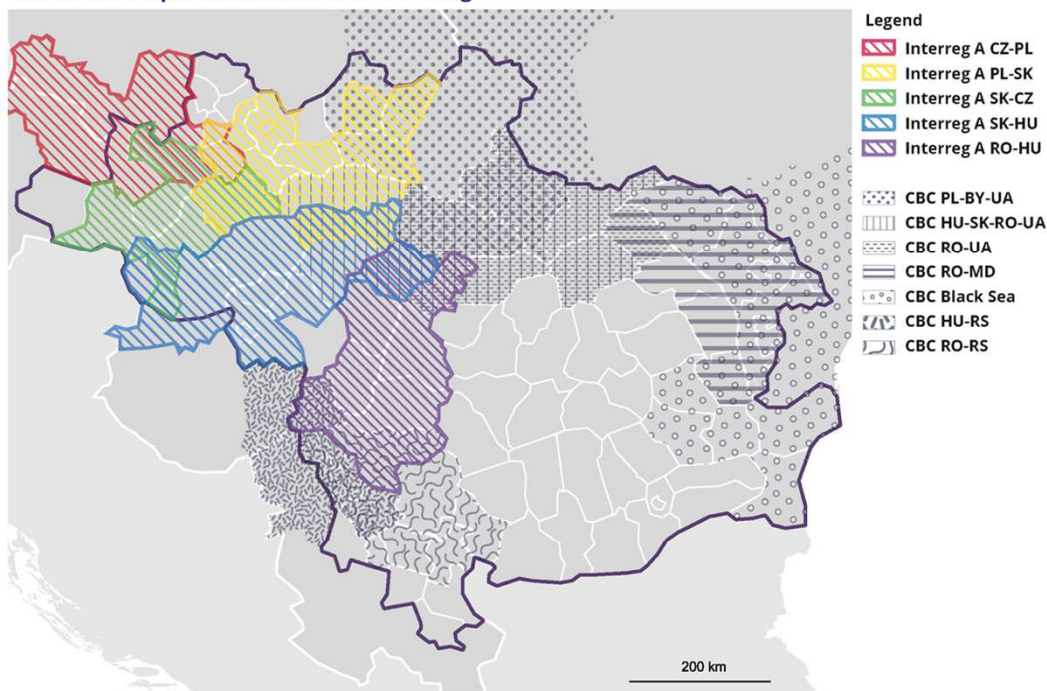 Legend
Interreg A CZ-PL
Interreg A PL-SK
Interreg A SK-CZ
Interreg A SK-HU
Interreg A RO-HU
CBC PL-BY-UA
CBC HU-SK-RO-UA
CBC RO-UA
CBC RO-MD
CBC Black Sea
CBC HU-RS
CBC RO-RS
200 km